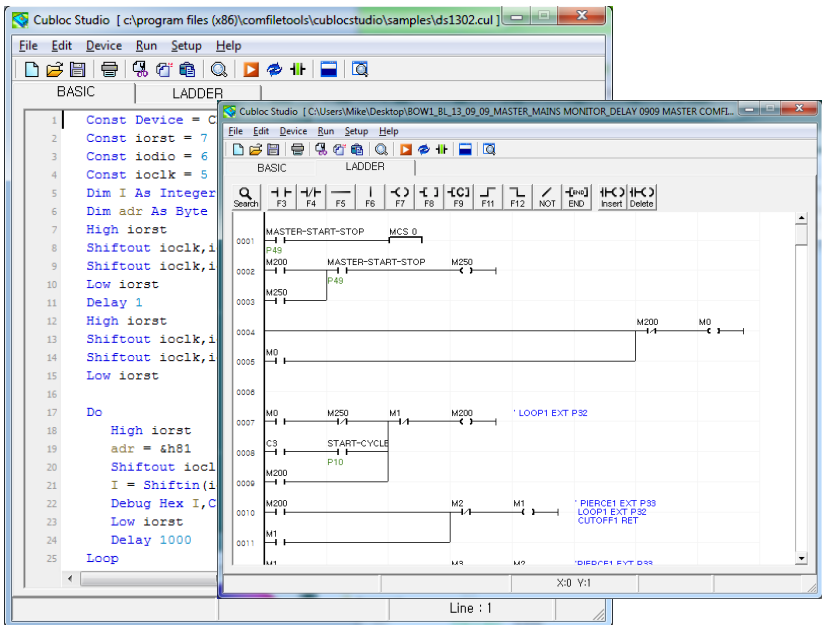 Cubloc Studio [ c:\program files (x86)\comfiletools\cublocstudio\samples\ds1302.cul ]
File Edit Device Run Setup Help
BASIC LADDER
1 Const Device = C
2 Const iorst = 7
3 Const iodio = 6
4 Const ioclk = 5
5 Dim I As Integer
6 Dim adr As Byte
7 High iorst
8 Shiftout ioclk,i
9 Shiftout ioclk,i
10 Low iorst
11 Delay 1
12 High iorst
13 Shiftout ioclk,i
14 Shiftout ioclk,i
15 Low iorst
16
17 Do
18 High iorst
19 adr = &h81
20 Shiftout iocl
21 I = Shiftin(i
22 Debug Hex I,C
23 Low iorst
24 Delay 1000
25 Loop
Line : 1
Cubloc Studio [ C:\Users\Mike\Desktop\BOW1_BL_13_09_09_MASTER_MAINS MONITOR_DELAY 0909 MASTER COMFI...
File Edit Device Run Setup Help
BASIC LADDER
Search F3 F4 F5 F6 F7 F8 F9 F11 F12 NOT END Insert Delete
MASTER-START-STOP MCS 0
0001
P49
M200 MASTER-START-STOP M250
0002
P49
M250
0003
M200 M0
0004
M0
0005
0006
M0 M250 M1 M200 ' LOOP1 EXT P32
0007
C3 START-CYCLE
0008
P10
M200
0009
M200 M2 M1 ' PIERCE1 EXT P33
0010 LOOP1 EXT P32
CUTOFF1 RET
M1
0011
M1 M3 M2 'PIERCE1 EXT P33
X:0 Y:1